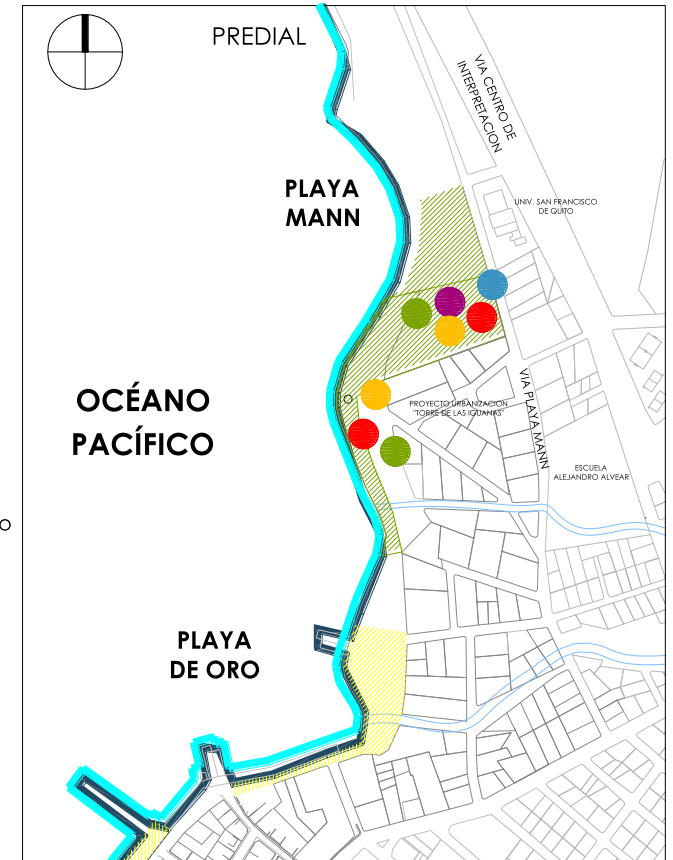 PREDIAL
VIA CENTRO DE
INTERPRETACION
PLAYA
MANN
UNIV. SAN FRANCISCO
DE QUITO
OCÉANO
PACÍFICO
PROYECTO URBANIZACION
"TORRE DE LAS IGUANAS"
VIA PLAYA MANN
ESCUELA
ALEJANDRO ALVEAR
O
PLAYA
DE ORO